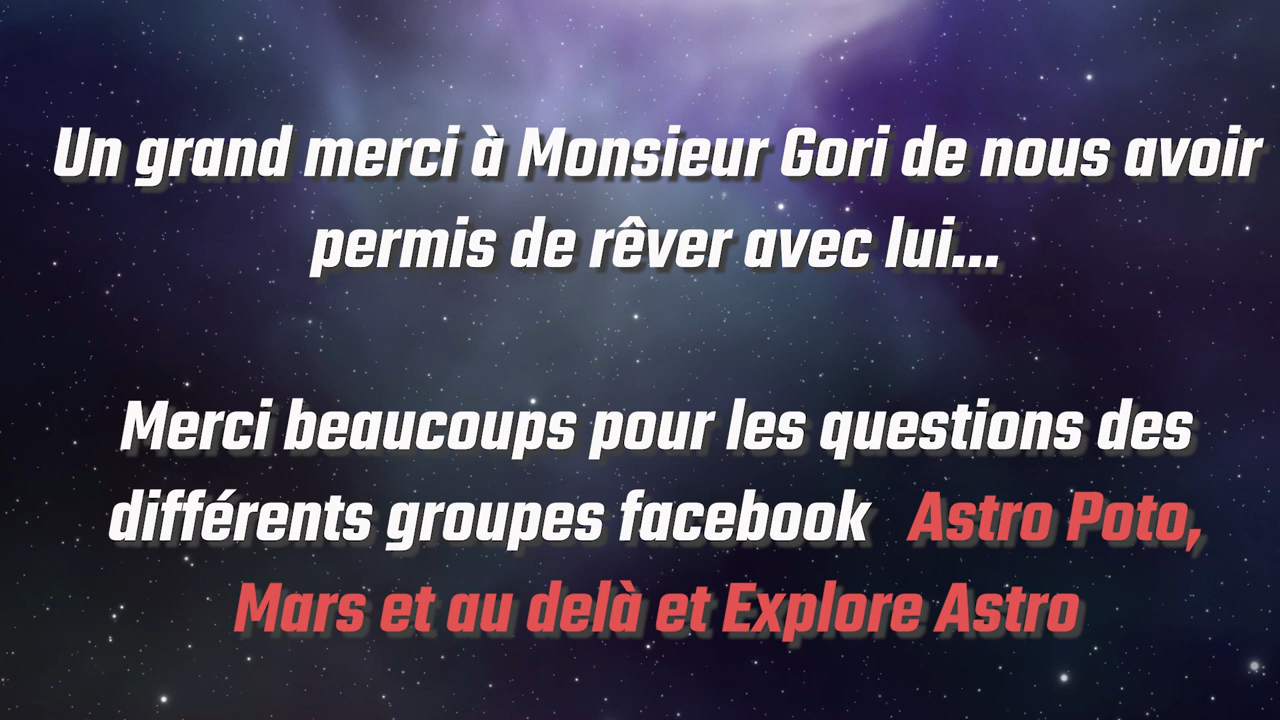 Un grand merci à Monsieur Gori de nous avoir
permis de rêver avec lui...
Merci beaucoups pour les questions des
différents groupes facebook Astro Poto,
Mars et au delà et Explore Astro